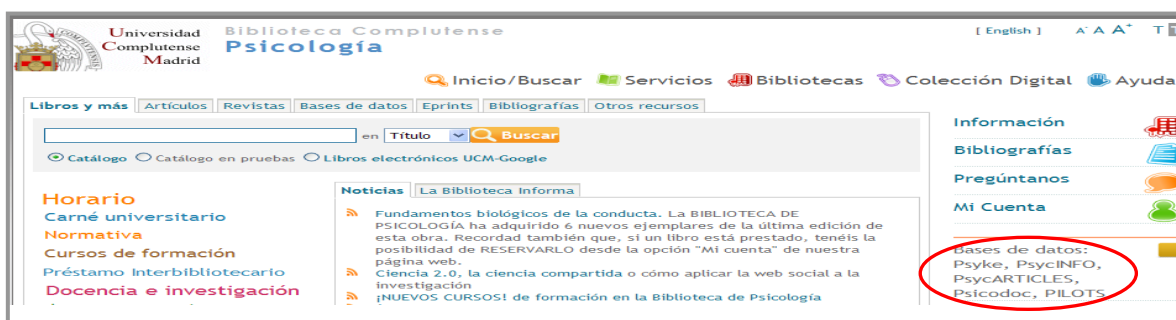 Universidad
Complutense
Madrid
Biblioteca Complutense
Psicología
[ English ] A- A A+ T
Inicio/Buscar Servicios Bibliotecas Colección Digital Ayuda
Libros y más Artículos Revistas Bases de datos Eprints Bibliografías Otros recursos
en Título Buscar
Catálogo Catálogo en pruebas Libros electrónicos UCM-Google
Horario
Carné universitario
Normativa
Cursos de formación
Préstamo Interbibliotecario
Docencia e investigación
Noticias La Biblioteca Informa
Fundamentos biológicos de la conducta. La BIBLIOTECA DE
PSICOLOGÍA ha adquirido 6 nuevos ejemplares de la última edición de
esta obra. Recordad también que, si un libro está prestado, tenéis la
posibilidad de RESERVARLO desde la opción "Mi cuenta" de nuestra
página web.
Ciencia 2.0, la ciencia compartida o cómo aplicar la web social a la
investigación
¡NUEVOS CURSOS! de formación en la Biblioteca de Psicología
Información
Bibliografías
Pregúntanos
Mi Cuenta
Bases de datos:
Psyke, PsycINFO,
PsycARTICLES,
Psicodoc, PILOTS